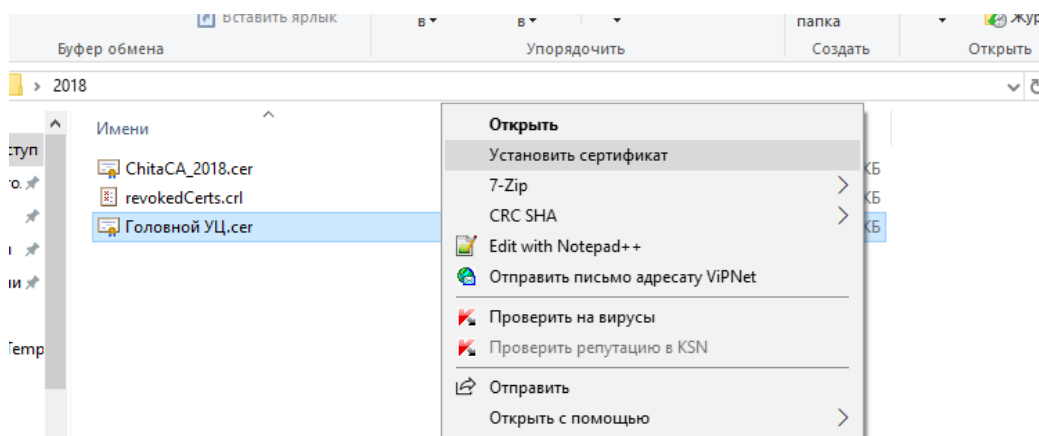 Вставить ярлык
в
в
папка
Буфер обмена
Упорядочить
Создать
Открыть
2018
Имени
ChitaCA_2018.cer
revokedCerts.crl
Головной УЦ.cer
Открыть
Установить сертификат
7-Zip
CRC SHA
Edit with Notepad++
Отправить письмо адресату ViPNet
Проверить на вирусы
Проверить репутацию в KSN
Отправить
Открыть с помощью